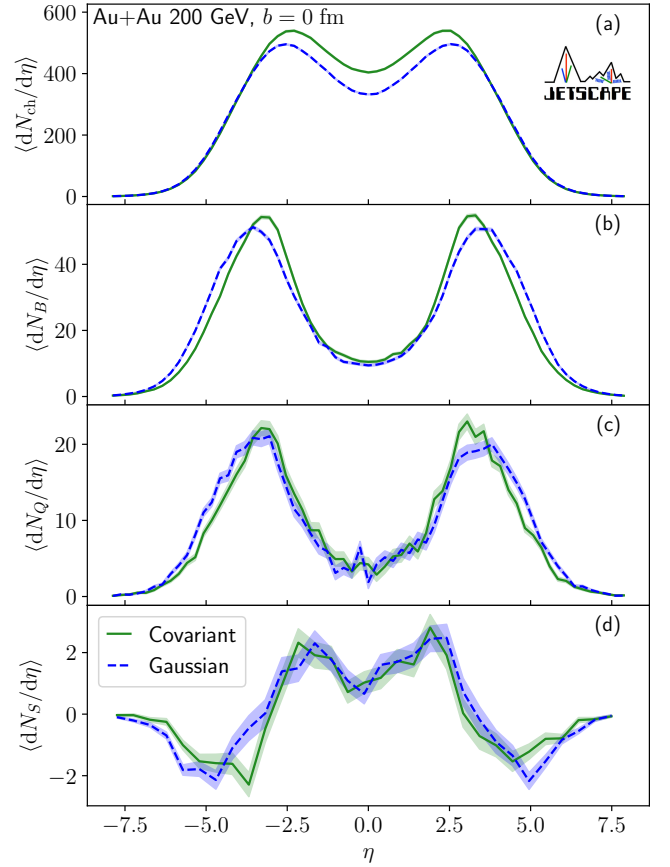 Au+Au 200 GeV, b = 0 fm
(a)
JETSCAPE
⟨dN_ch/dη⟩
600
400
200
0
(b)
⟨dN_B/dη⟩
40
20
0
(c)
⟨dN_Q/dη⟩
20
10
0
(d)
Covariant
Gaussian
⟨dN_S/dη⟩
2
0
−2
−7.5 −5.0 −2.5 0.0 2.5 5.0 7.5
η